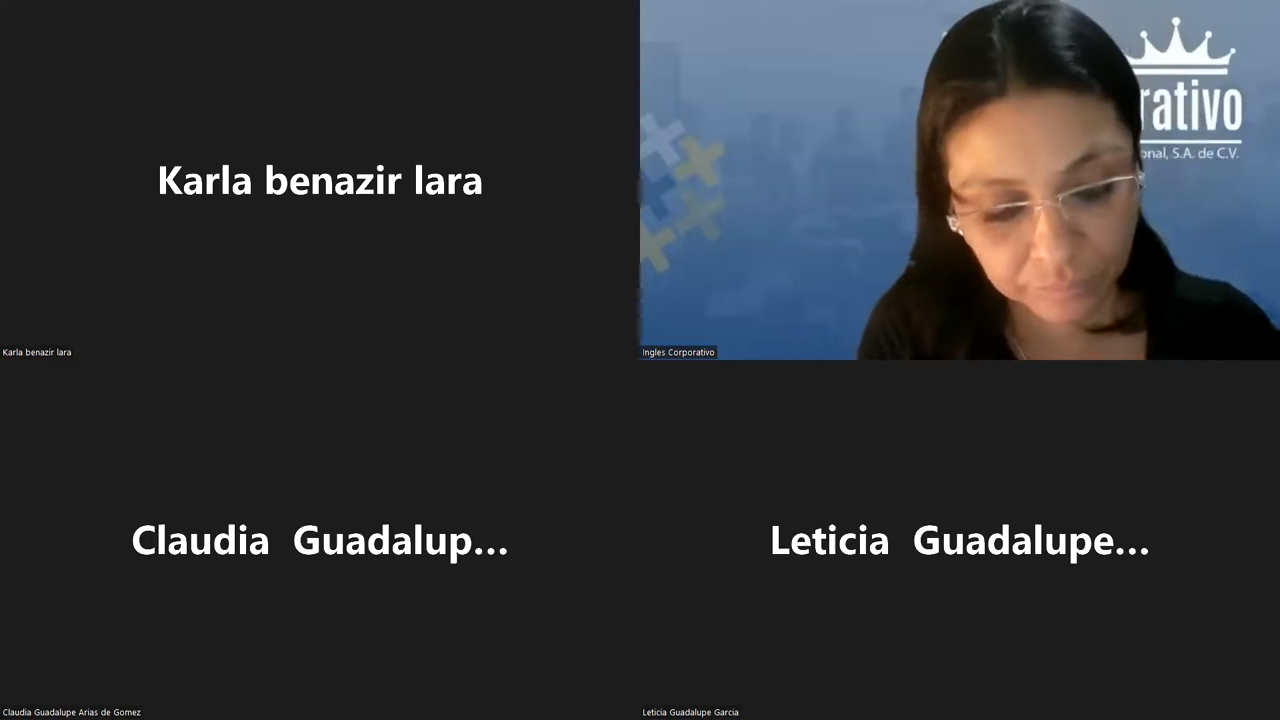 Karla benazir lara
Karla benazir lara
rativo
onal, S.A. de C.V.
Ingles Corporativo
Claudia Guadalup...
Claudia Guadalupe Arias de Gomez
Leticia Guadalupe...
Leticia Guadalupe Garcia